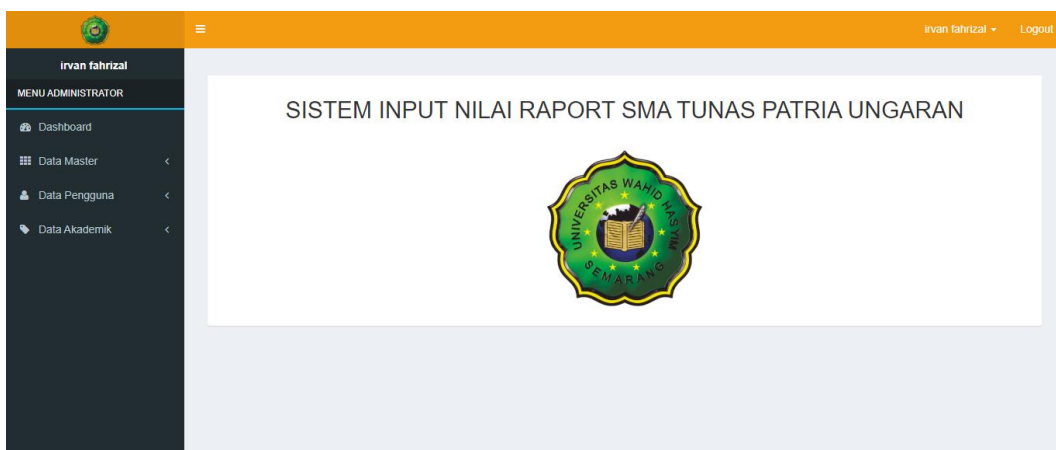 irvan fahrizal
Logout
irvan fahrizal
MENU ADMINISTRATOR
Dashboard
Data Master
Data Pengguna
Data Akademik
SISTEM INPUT NILAI RAPORT SMA TUNAS PATRIA UNGARAN
UNIVERSITAS WAHID HASYIM
SEMARANG